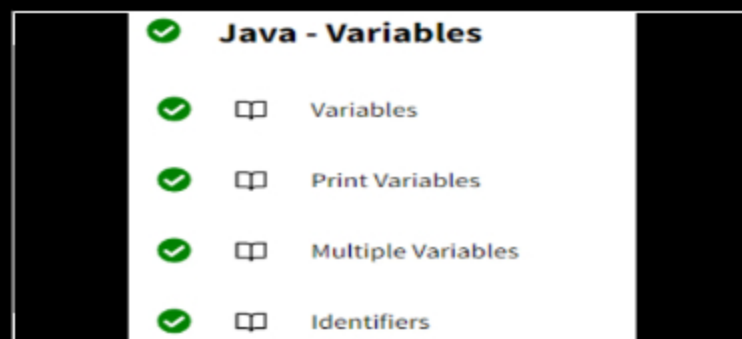 Java - Variables
Variables
Print Variables
Multiple Variables
Identifiers